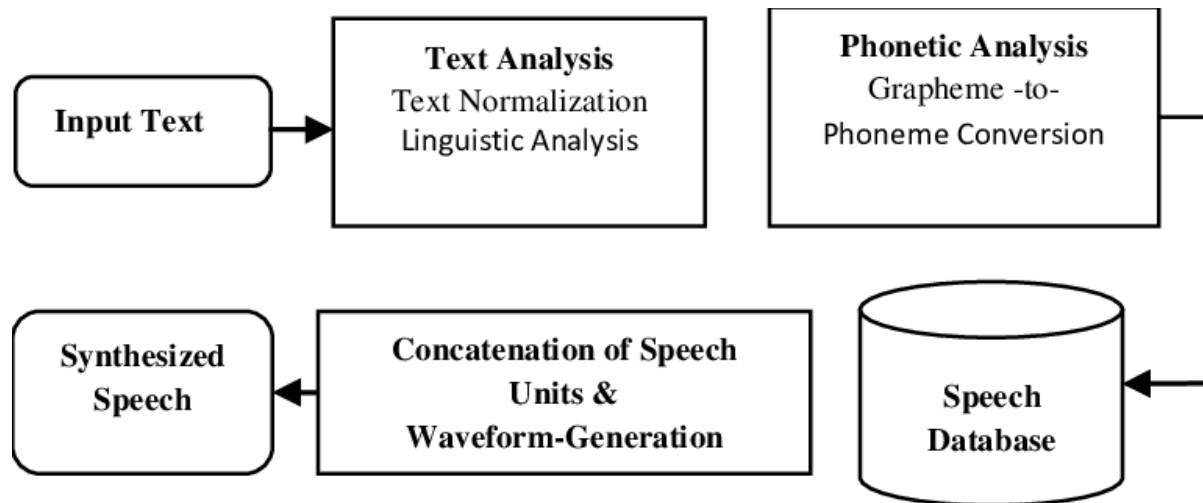 Input Text
Text Analysis
Text Normalization
Linguistic Analysis
Phonetic Analysis
Grapheme -to-
Phoneme Conversion
Synthesized
Speech
Concatenation of Speech
Units &
Waveform-Generation
Speech
Database